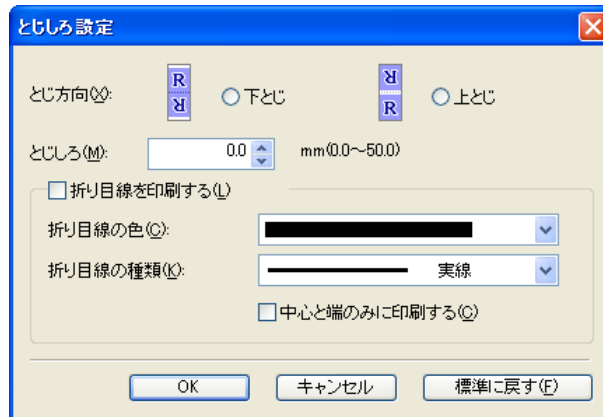 とじしろ設定
とじ方向(X): R R 下とじ R R 上とじ
とじしろ(M): 0.0 mm(0.0～50.0)
折り目線を印刷する(L)
折り目線の色(C):
折り目線の種類(K): 実線
中心と端のみに印刷する(C)
OK キャンセル 標準に戻す(F)